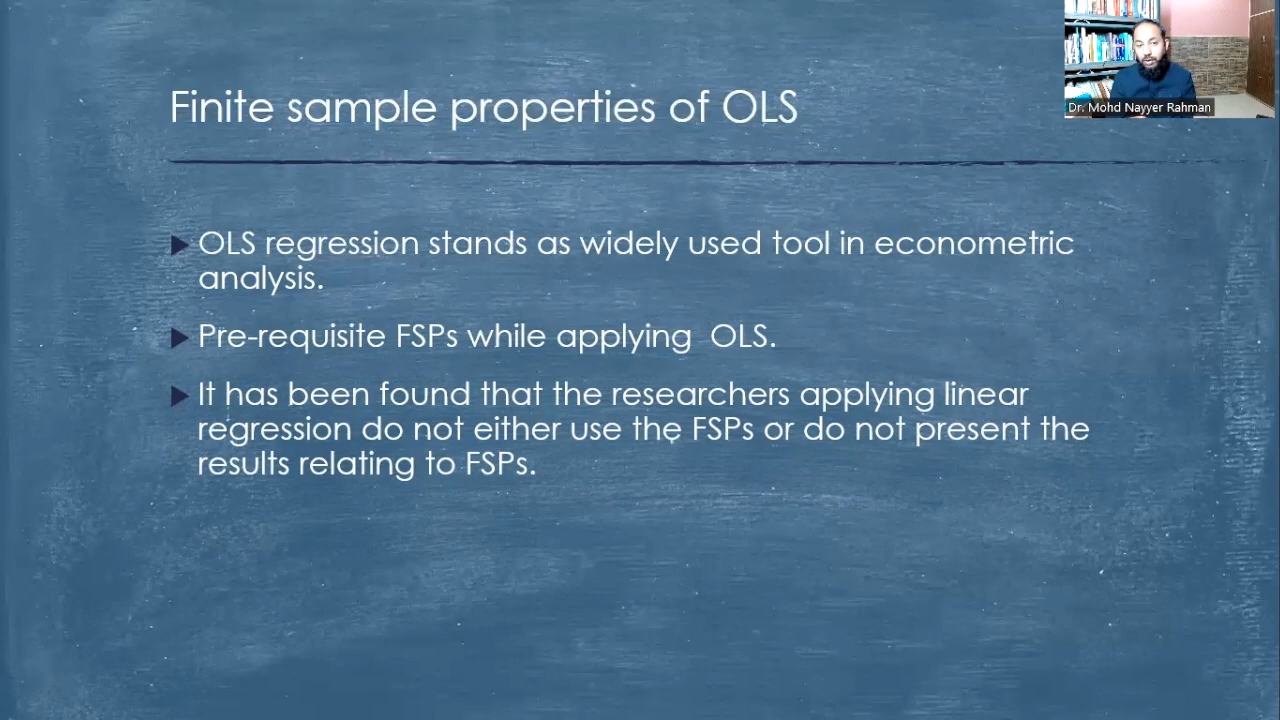 Finite sample properties of OLS
Dr. Mohd Nayyer Rahman
OLS regression stands as widely used tool in econometric
analysis.
Pre-requisite FSPs while applying  OLS.
It has been found that the researchers applying linear
regression do not either use the FSPs or do not present the
results relating to FSPs.